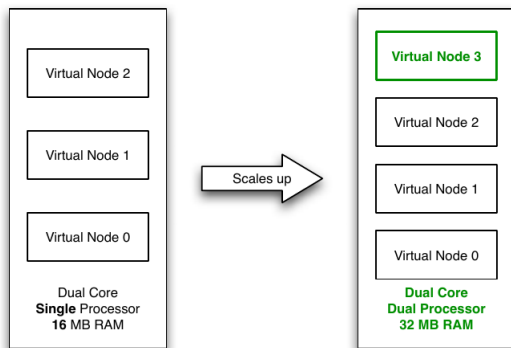 Virtual Node 2
Virtual Node 1
Virtual Node 0
Dual Core
Single Processor
16 MB RAM
Scales up
Virtual Node 3
Virtual Node 2
Virtual Node 1
Virtual Node 0
Dual Core
Dual Processor
32 MB RAM